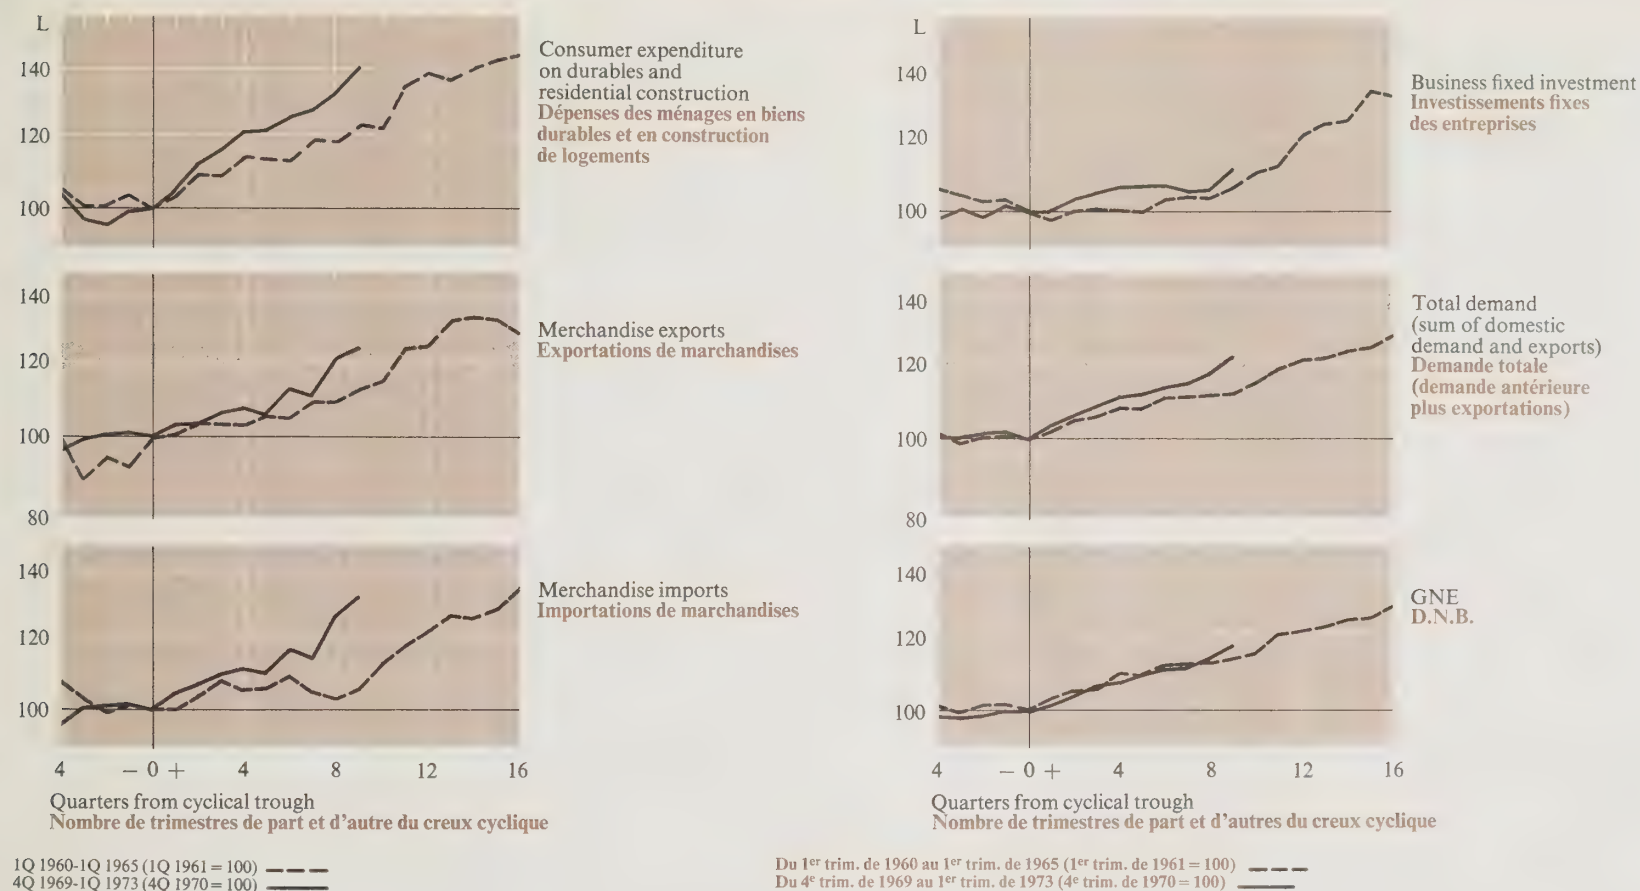 L
140
120
100
Consumer expenditure
on durables and
residential construction
Dépenses des ménages en biens
durables et en construction
de logements
140
120
100
80
Merchandise exports
Exportations de marchandises
140
120
100
Merchandise imports
Importations de marchandises
4 – 0 + 4 8 12 16
Quarters from cyclical trough
Nombre de trimestres de part et d'autre du creux cyclique
L
140
120
100
Business fixed investment
Investissements fixes
des entreprises
140
120
100
80
Total demand
(sum of domestic
demand and exports)
Demande totale
(demande antérieure
plus exportations)
140
120
100
GNE
D.N.B.
4 – 0 + 4 8 12 16
Quarters from cyclical trough
Nombre de trimestres de part et d'autres du creux cyclique
1Q 1960-1Q 1965 (1Q 1961 = 100)
4Q 1969-1Q 1973 (4Q 1970 = 100)
Du 1er trim. de 1960 au 1er trim. de 1965 (1er trim. de 1961 = 100)
Du 4e trim. de 1969 au 1er trim. de 1973 (4e trim. de 1970 = 100)